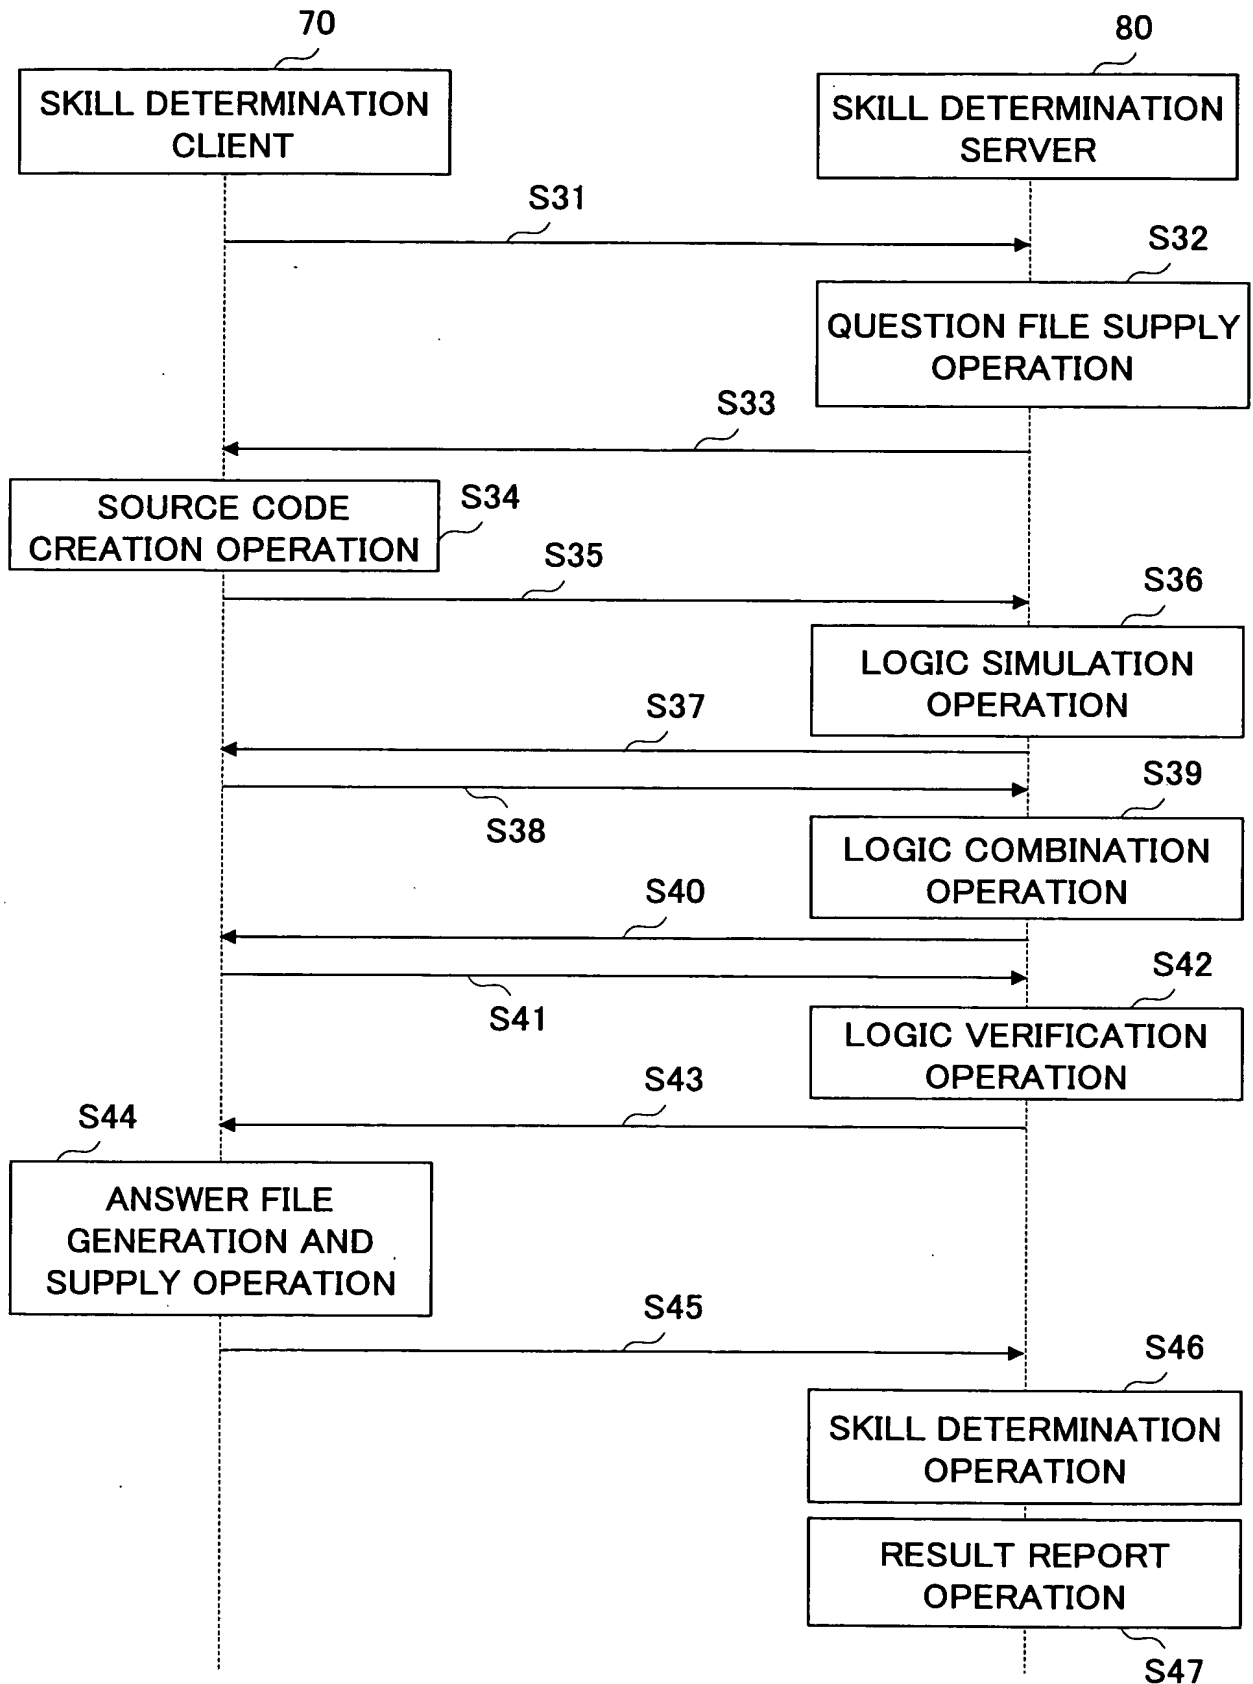 70
80
SKILL DETERMINATION
CLIENT
SKILL DETERMINATION
SERVER
S31
S32
QUESTION FILE SUPPLY
OPERATION
S33
S34
SOURCE CODE
CREATION OPERATION
S35
S36
LOGIC SIMULATION
OPERATION
S37
S38
S39
LOGIC COMBINATION
OPERATION
S40
S41
S42
LOGIC VERIFICATION
OPERATION
S43
S44
ANSWER FILE
GENERATION AND
SUPPLY OPERATION
S45
S46
SKILL DETERMINATION
OPERATION
RESULT REPORT
OPERATION
S47